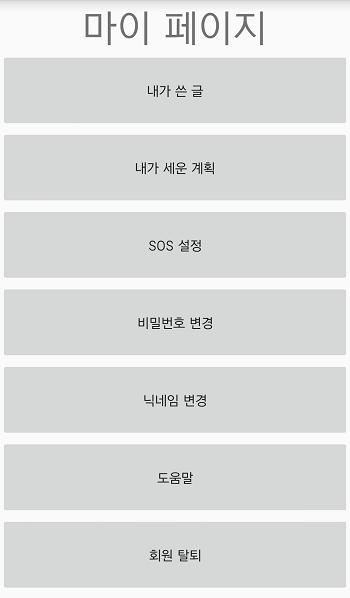 마이 페이지
내가 쓴 글
내가 세운 계획
SOS 설정
비밀번호 변경
닉네임 변경
도움말
회원 탈퇴